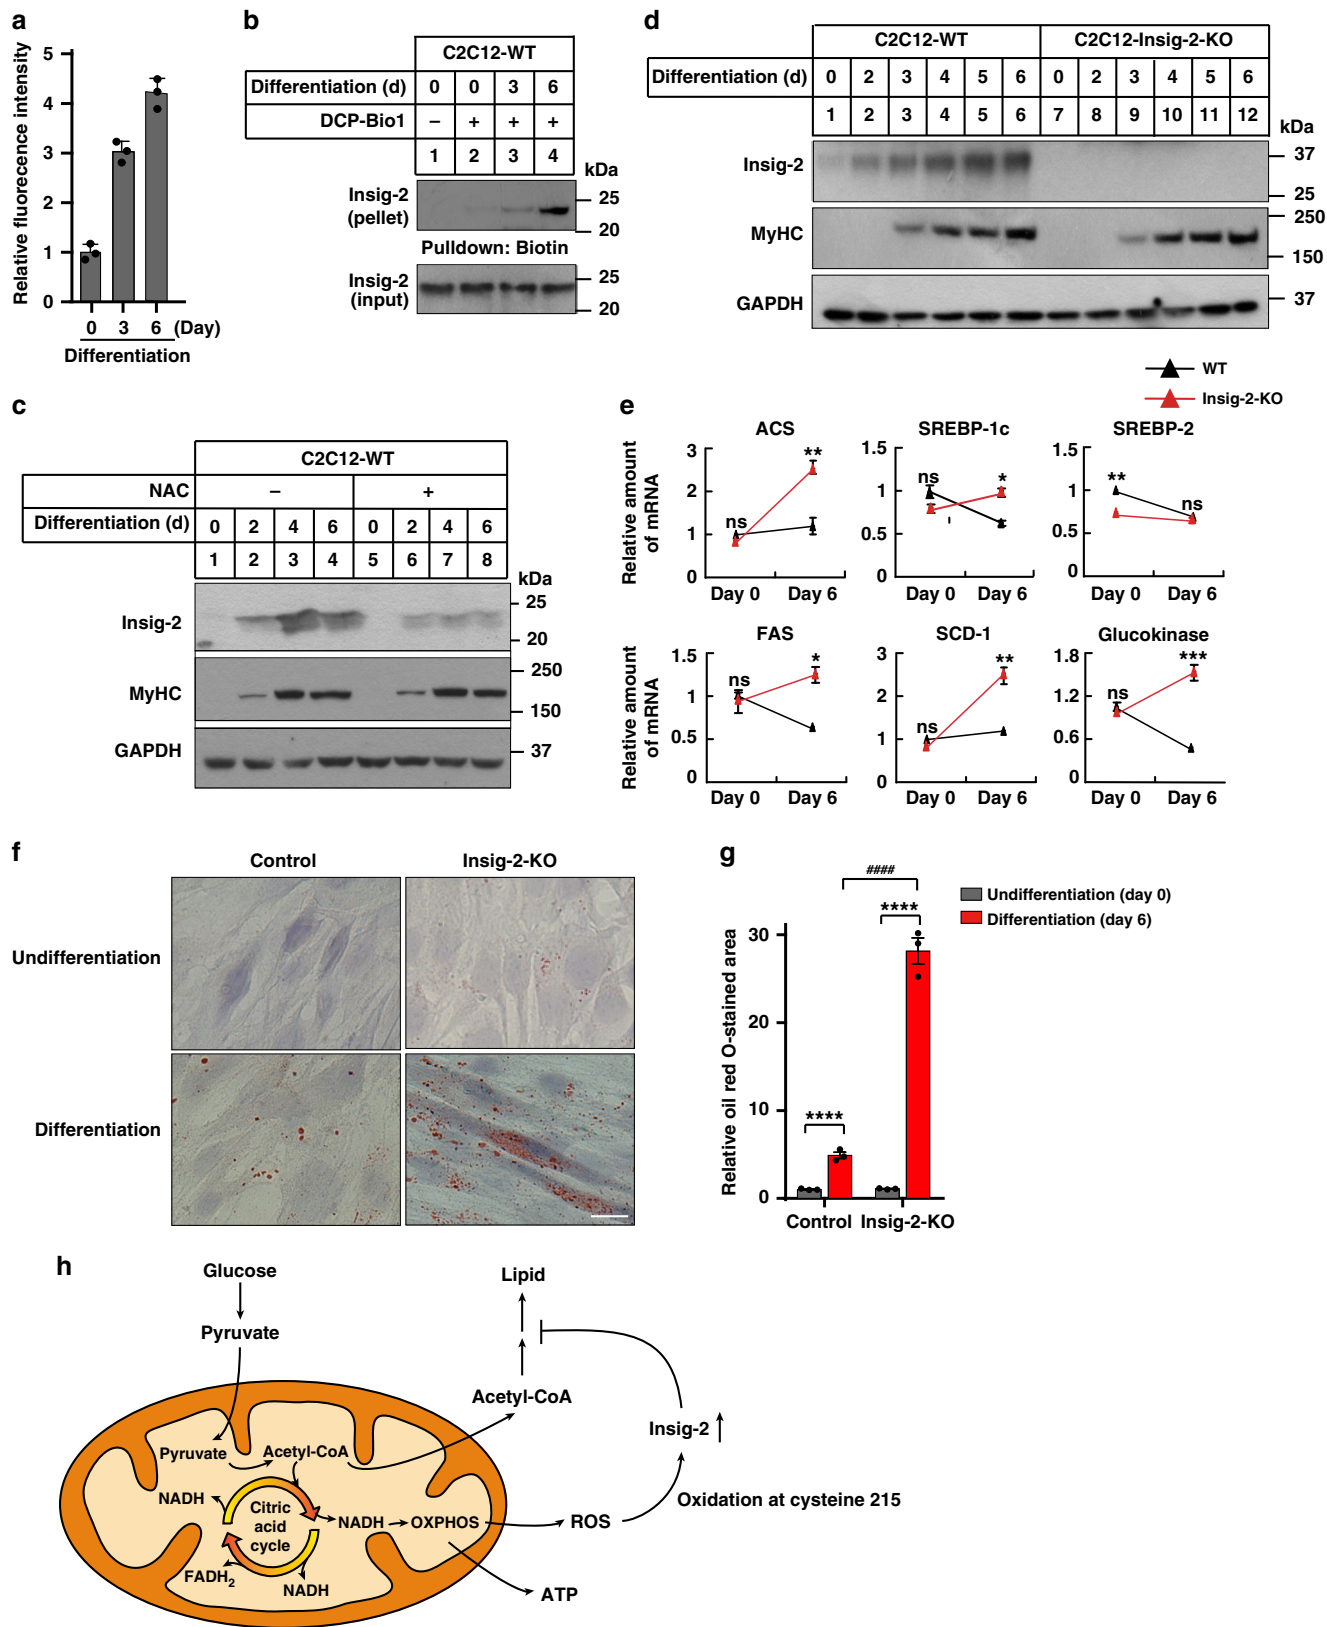 a
Relative fluorecence intensity
5
4
3
2
1
0
0 3 6 (Day)
Differentiation
b
C2C12-WT
Differentiation (d) 0 0 3 6
DCP-Bio1 – + + +
1 2 3 4
kDa
Insig-2 (pellet)
25
20
Pulldown: Biotin
Insig-2 (input)
25
20
c
C2C12-WT
NAC – +
Differentiation (d) 0 2 4 6 0 2 4 6
1 2 3 4 5 6 7 8
kDa
Insig-2
25
20
MyHC
250
150
GAPDH
37
d
C2C12-WT C2C12-Insig-2-KO
Differentiation (d) 0 2 3 4 5 6 0 2 3 4 5 6
1 2 3 4 5 6 7 8 9 10 11 12
kDa
Insig-2
37
25
MyHC
250
150
GAPDH
37
WT
Insig-2-KO
e
Relative amount of mRNA
ACS
3
2
1
0
ns
**
Day 0 Day 6
SREBP-1c
1.5
1
0.5
0
ns
*
Day 0 Day 6
SREBP-2
1.5
1
0.5
0
**
ns
Day 0 Day 6
Relative amount of mRNA
FAS
1.5
1
0.5
0
ns
*
Day 0 Day 6
SCD-1
3
2
1
0
ns
**
Day 0 Day 6
Glucokinase
1.8
1.2
0.6
0
ns
***
Day 0 Day 6
f
Control Insig-2-KO
Undifferentiation
Differentiation
g
Relative oil red O-stained area
30
20
10
0
****
****
####
Control Insig-2-KO
Undifferentiation (day 0)
Differentiation (day 6)
h
Glucose
Pyruvate
Pyruvate
Acetyl-CoA
NADH
Citric
acid
cycle
NADH
OXPHOS
FADH2
NADH
ATP
ROS
Oxidation at cysteine 215
Insig-2
Acetyl-CoA
Lipid